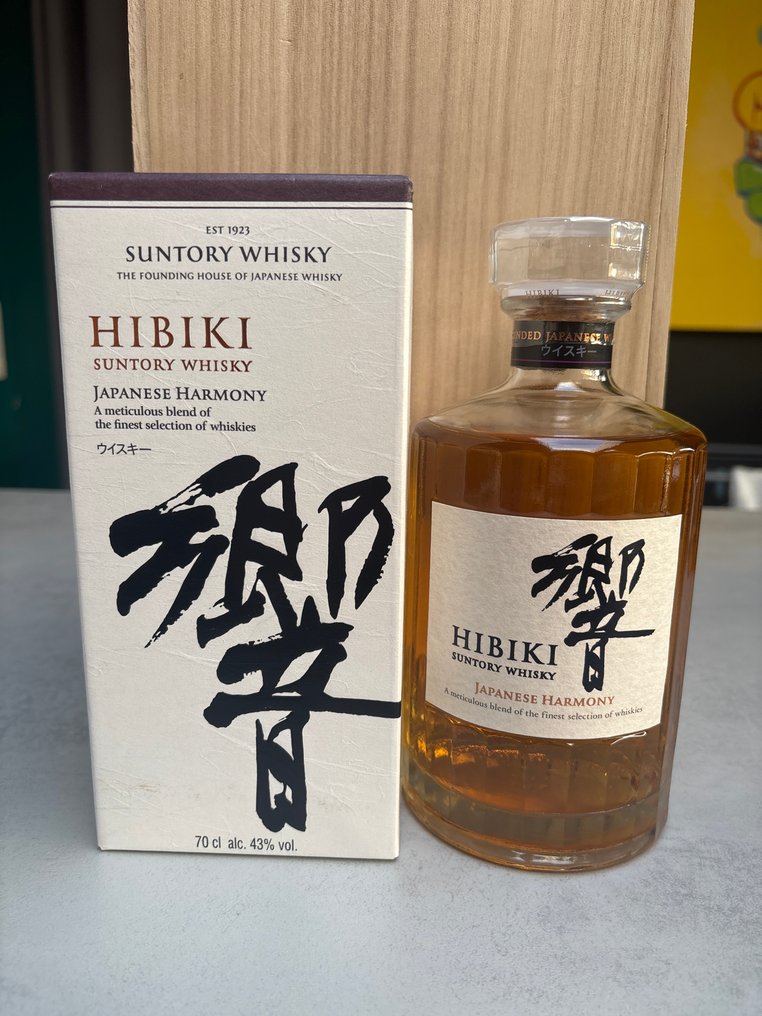 EST 1923
SUNTORY WHISKY
THE FOUNDING HOUSE OF JAPANESE WHISKY
HIBIKI
SUNTORY WHISKY
JAPANESE HARMONY
A meticulous blend of
the finest selection of whiskies
ウイスキー
響
70 cl alc. 43% vol.
HIBIKI
JAPANESE
ウイスキー
響
HIBIKI
SUNTORY WHISKY
JAPANESE HARMONY
A meticulous blend of the finest selection of whiskies